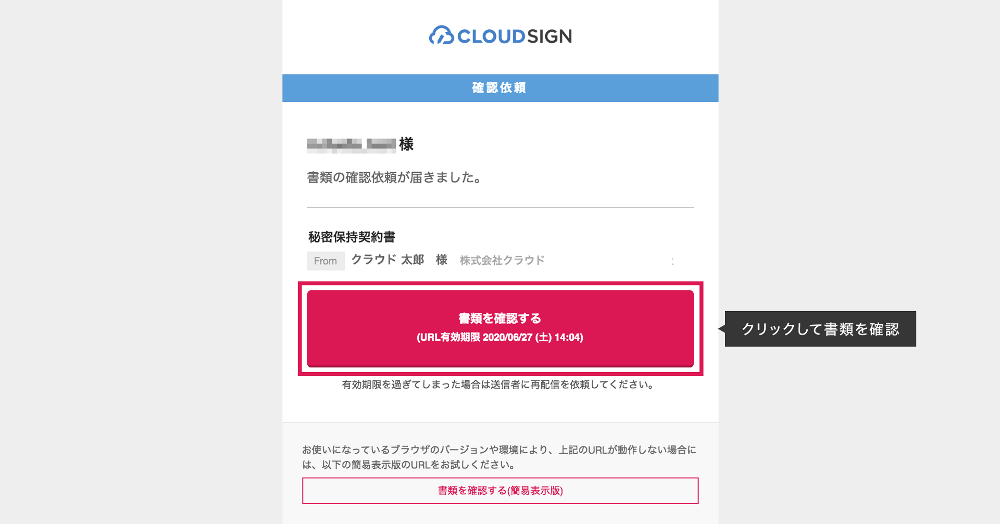 CLOUDSIGN
確認依頼
様
書類の確認依頼が届きました。
秘密保持契約書
From クラウド 太郎 様 株式会社クラウド
書類を確認する
(URL有効期限 2020/06/27 (土) 14:04)
クリックして書類を確認
有効期限を過ぎてしまった場合は送信者に再配信を依頼してください。
お使いになっているブラウザのバージョンや環境により、上記のURLが動作しない場合に
は、以下の簡易表示版のURLをお試しください。
書類を確認する(簡易表示版)